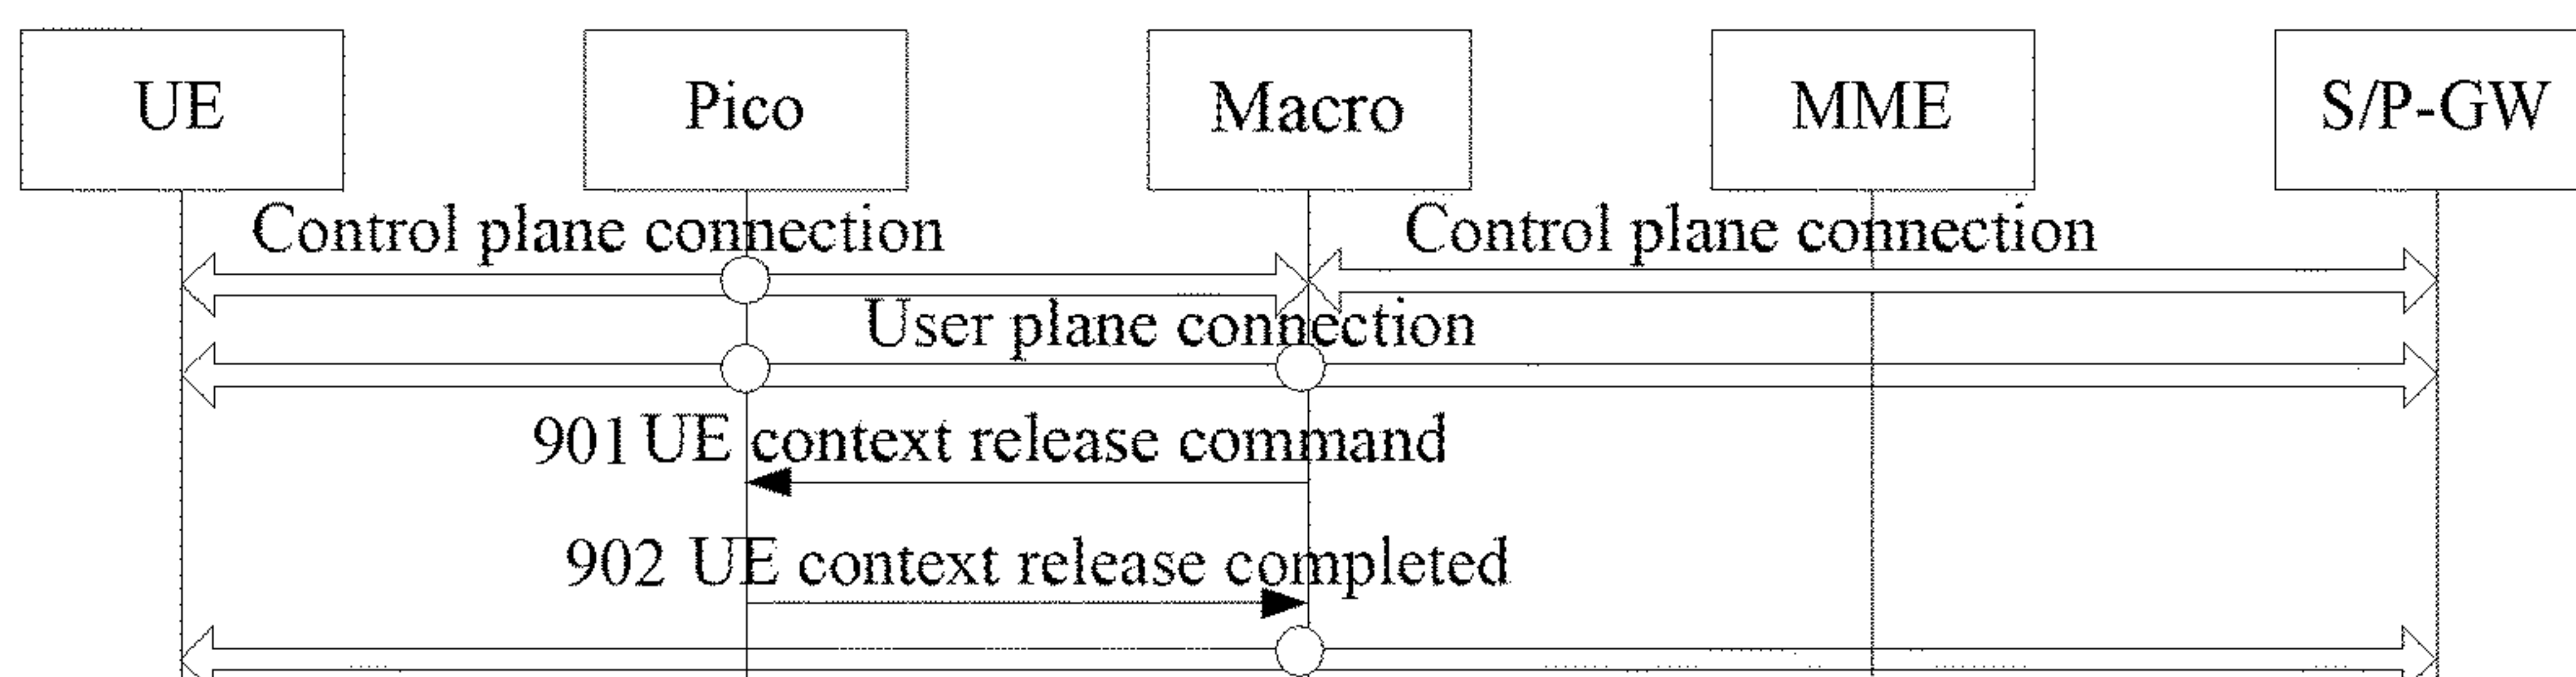 UE Pico Macro MME S/P-GW
Control plane connection Control plane connection
User plane connection
901 UE context release command
902 UE context release completed